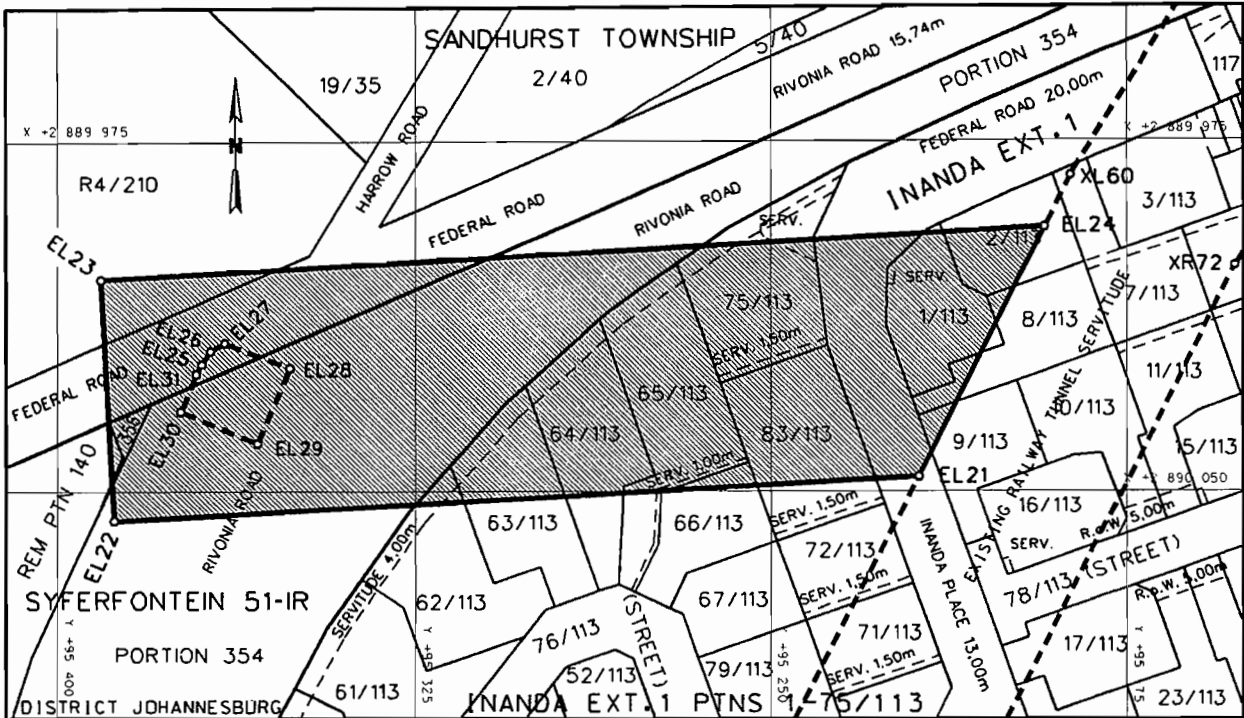 SANDHURST TOWNSHIP
5/40
RIVONIA ROAD 15,74m
PORTION 354
117
19/35
2/40
FEDERAL ROAD 20,00m
X +2 889 975
N
X +2 889 975
HARROW ROAD
INANDA EXT.1
R4/210
XL60
3/113
FEDERAL ROAD
RIVONIA ROAD
SERV.
EL24
EL23
XR72
SERV.
7/113
75/113
1/113
8/113
EL27
EL26
EL25
SERV. 1,50m
EL31
EL28
FEDERAL ROAD
65/113
11/113
10/113
EL30
64/113
83/113
9/113
15/113
EL29
REM PTN 140
SERV. 1,00m
EL21
+2 890 050
EL22
RIVONIA ROAD
63/113
66/113
SERV. 1,50m
INANDA PLACE 13,00m
EXISTING RAILWAY TUNNEL SERVITUDE
16/113
R.o.W. 5,00m
SERV.
SERVITUDE 4,00m
72/113
(STREET)
SYFERFONTEIN 51-IR
62/113
67/113
SERV. 1,50m
78/113
R.o.W. 5,00m
76/113
(STREET)
71/113
17/113
PORTION 354
Y +95 400
Y +95 325
Y +95 250
52/113
79/113
SERV. 1,50m
61/113
23/113
DISTRICT JOHANNESBURG
INANDA EXT.1 PTNS 1-75/113